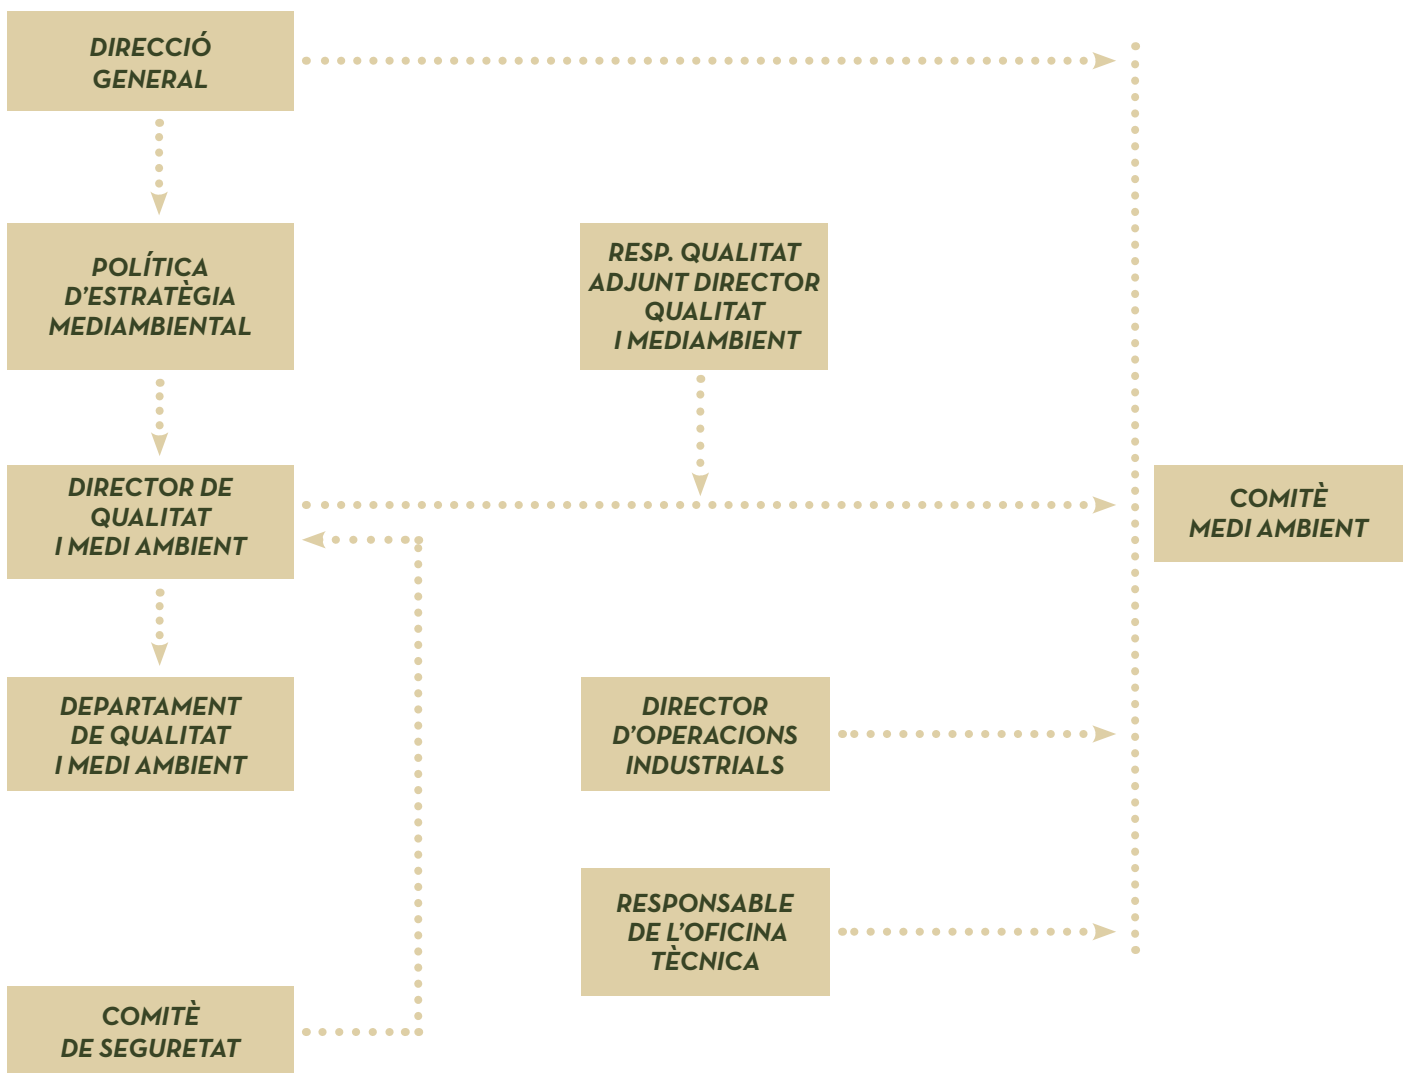 DIRECCIÓ
GENERAL
POLÍTICA
D'ESTRATÈGIA
MEDIAMBIENTAL
RESP. QUALITAT
ADJUNT DIRECTOR
QUALITAT
I MEDIAMBIENT
DIRECTOR DE
QUALITAT
I MEDI AMBIENT
COMITÈ
MEDI AMBIENT
DEPARTAMENT
DE QUALITAT
I MEDI AMBIENT
DIRECTOR
D'OPERACIONS
INDUSTRIALS
RESPONSABLE
DE L'OFICINA
TÈCNICA
COMITÈ
DE SEGURETAT